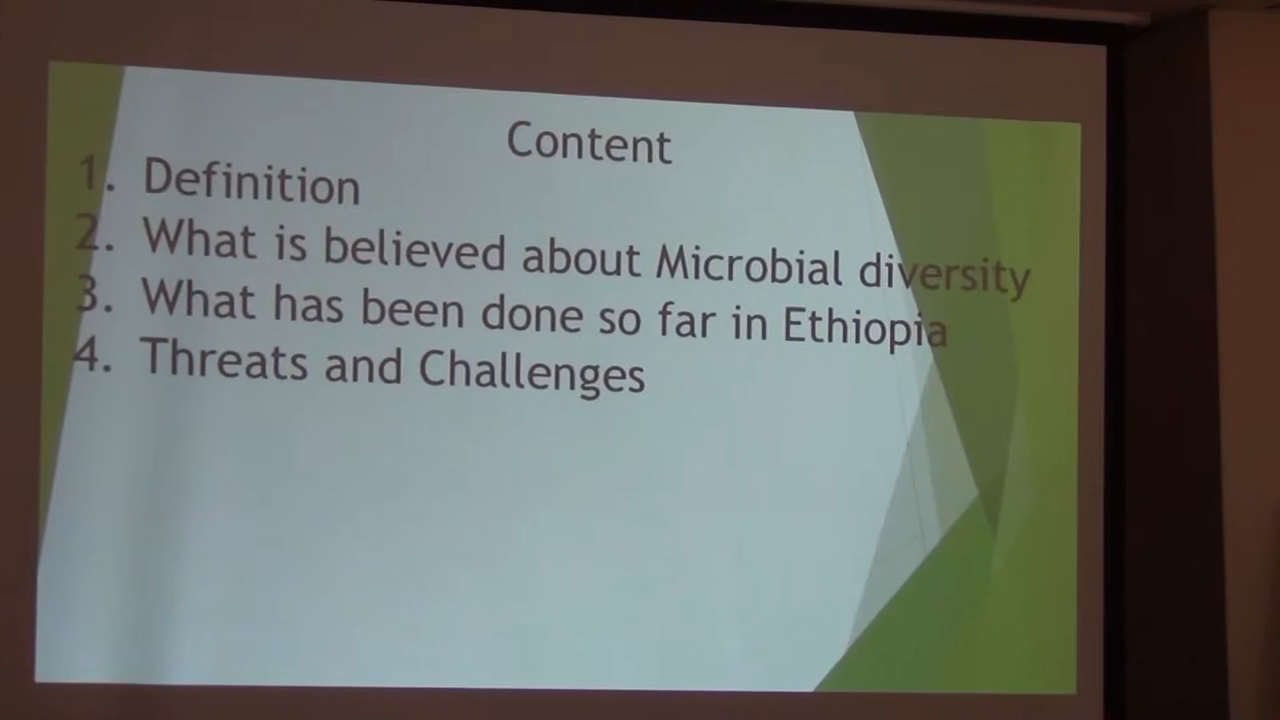 Content
1. Definition
2. What is believed about Microbial diversity
3. What has been done so far in Ethiopia
4. Threats and Challenges